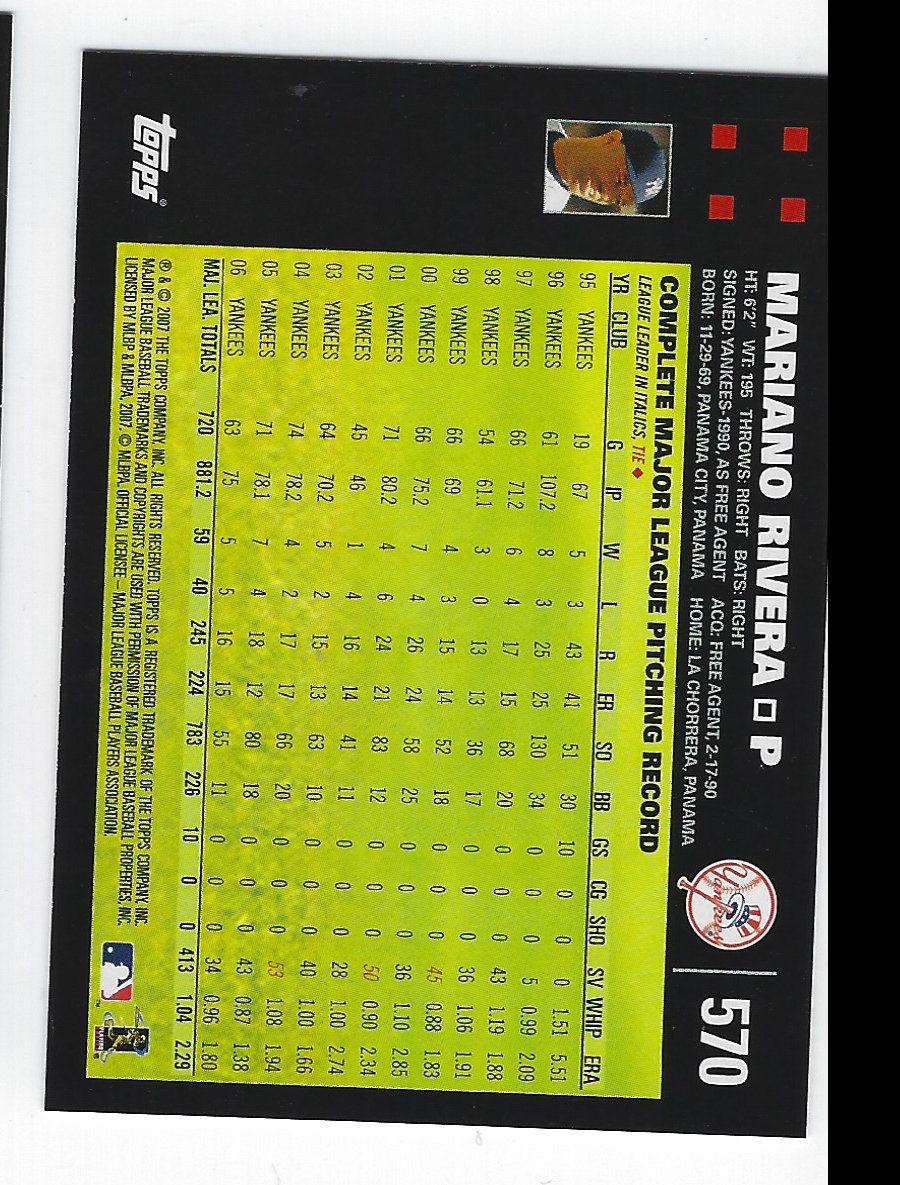 MARIANO RIVERA □ P
570
HT: 6'2" WT: 195 THROWS: RIGHT BATS: RIGHT
SIGNED: YANKEES-1990, AS FREE AGENT ACQ: FREE AGENT, 2-17-90
BORN: 11-29-69, PANAMA CITY, PANAMA HOME: LA CHORRERA, PANAMA
Yankees
COMPLETE MAJOR LEAGUE PITCHING RECORD
LEAGUE LEADER IN ITALICS, TIE ♦
YR CLUB G IP W L R ER SO BB GS CG SHO SV WHIP ERA
95 YANKEES 19 67 5 3 43 41 51 30 10 0 0 0 1.51 5.51
96 YANKEES 61 107.2 8 3 25 25 130 34 0 0 0 5 0.99 2.09
97 YANKEES 66 71.2 6 4 17 15 68 20 0 0 0 43 1.19 1.88
98 YANKEES 54 61.1 3 0 13 13 36 17 0 0 0 36 1.06 1.91
99 YANKEES 66 69 4 3 15 14 52 18 0 0 0 45 0.88 1.83
00 YANKEES 66 75.2 7 4 26 24 58 25 0 0 0 36 1.10 2.85
01 YANKEES 71 80.2 4 6 24 21 83 12 0 0 0 50 0.90 2.34
02 YANKEES 45 46 1 4 16 14 41 11 0 0 0 28 1.00 2.74
03 YANKEES 64 70.2 5 2 15 13 63 10 0 0 0 40 1.00 1.66
04 YANKEES 74 78.2 4 2 17 17 66 20 0 0 0 53 1.08 1.94
05 YANKEES 71 78.1 7 4 18 12 80 18 0 0 0 43 0.87 1.38
06 YANKEES 63 75 5 5 16 15 55 11 0 0 0 34 0.96 1.80
MAJ. LEA. TOTALS 720 881.2 59 40 245 224 783 226 10 0 0 413 1.04 2.29
® & © 2007 THE TOPPS COMPANY, INC. ALL RIGHTS RESERVED. TOPPS IS A REGISTERED TRADEMARK OF THE TOPPS COMPANY, INC.
MAJOR LEAGUE BASEBALL TRADEMARKS AND COPYRIGHTS ARE USED WITH PERMISSION OF MAJOR LEAGUE BASEBALL PROPERTIES, INC.
LICENSED BY MLBP & MLBPA, 2007. © MLBPA. OFFICIAL LICENSEE – MAJOR LEAGUE BASEBALL PLAYERS ASSOCIATION.
topps®